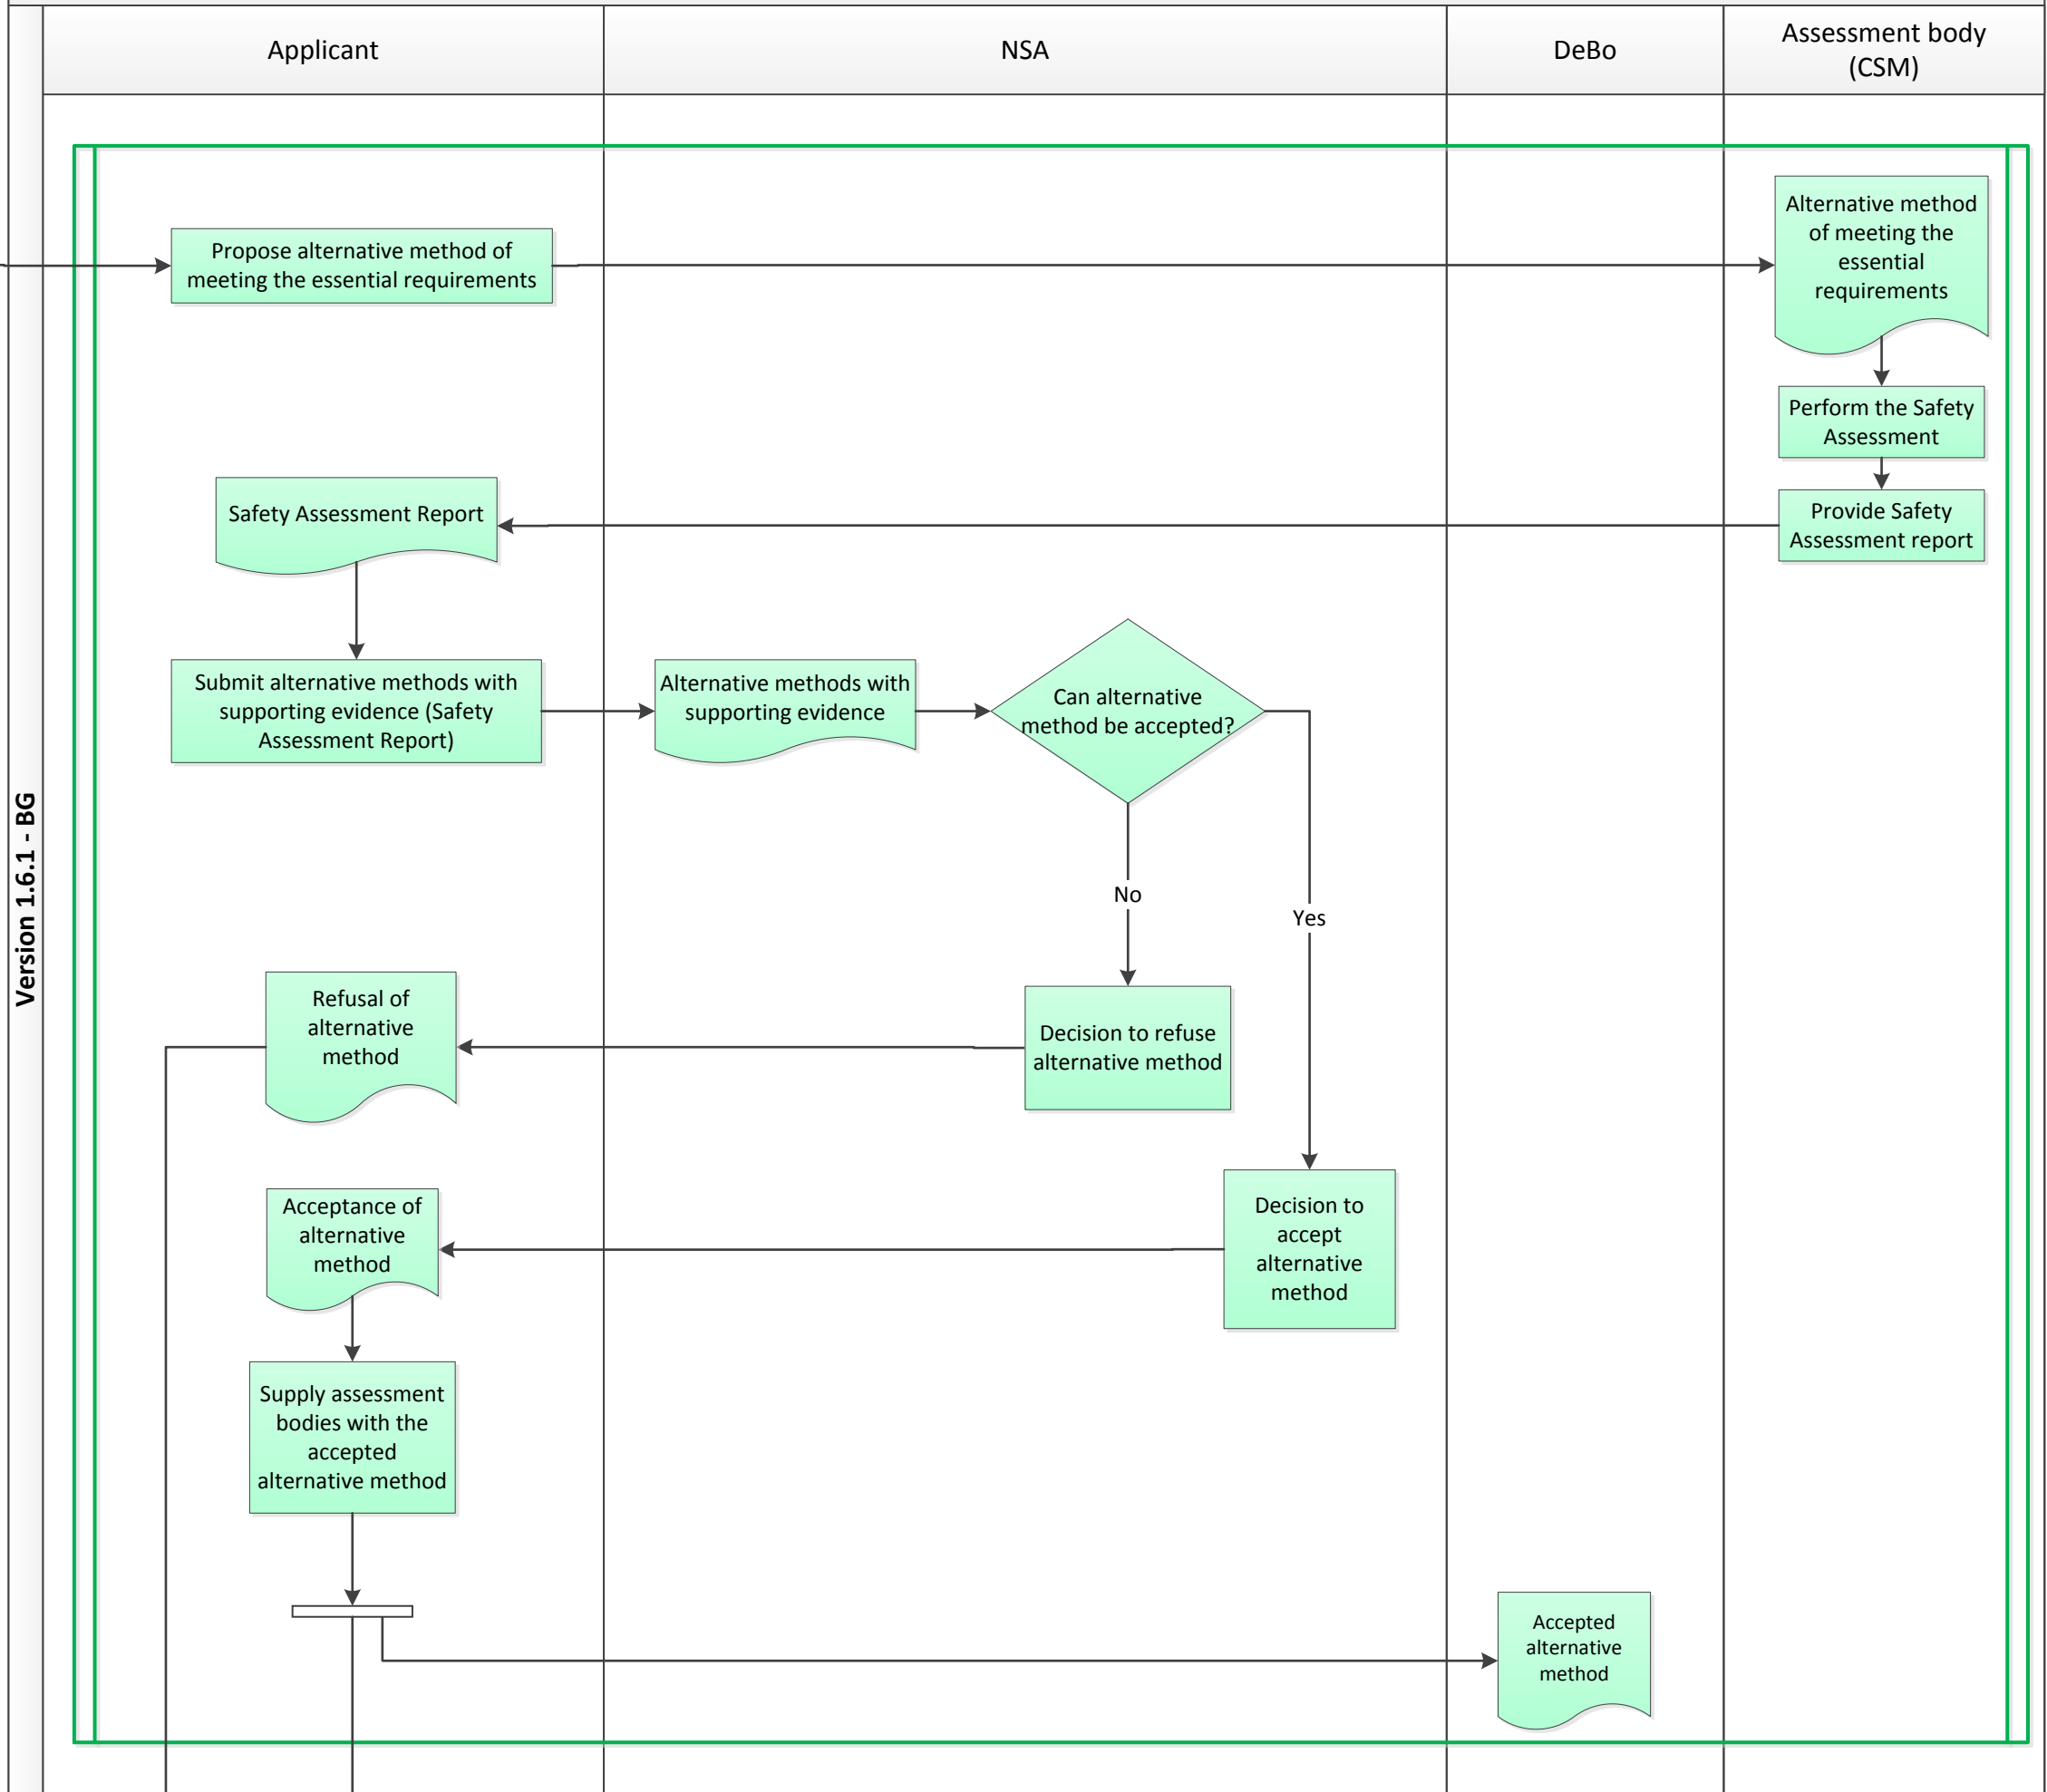 Applicant
NSA
DeBo
Assessment body
(CSM)
Version 1.6.1 - BG
Propose alternative method of
meeting the essential requirements
Alternative method
of meeting the
essential
requirements
Perform the Safety
Assessment
Provide Safety
Assessment report
Safety Assessment Report
Submit alternative methods with
supporting evidence (Safety
Assessment Report)
Alternative methods with
supporting evidence
Can alternative
method be accepted?
No
Yes
Decision to refuse
alternative method
Refusal of
alternative
method
Decision to
accept
alternative
method
Acceptance of
alternative
method
Supply assessment
bodies with the
accepted
alternative method
Accepted
alternative
method